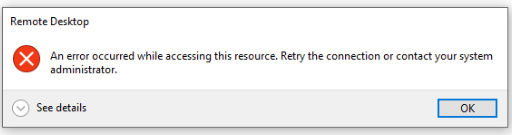 Remote Desktop
An error occurred while accessing this resource. Retry the connection or contact your system
administrator.
See details
OK